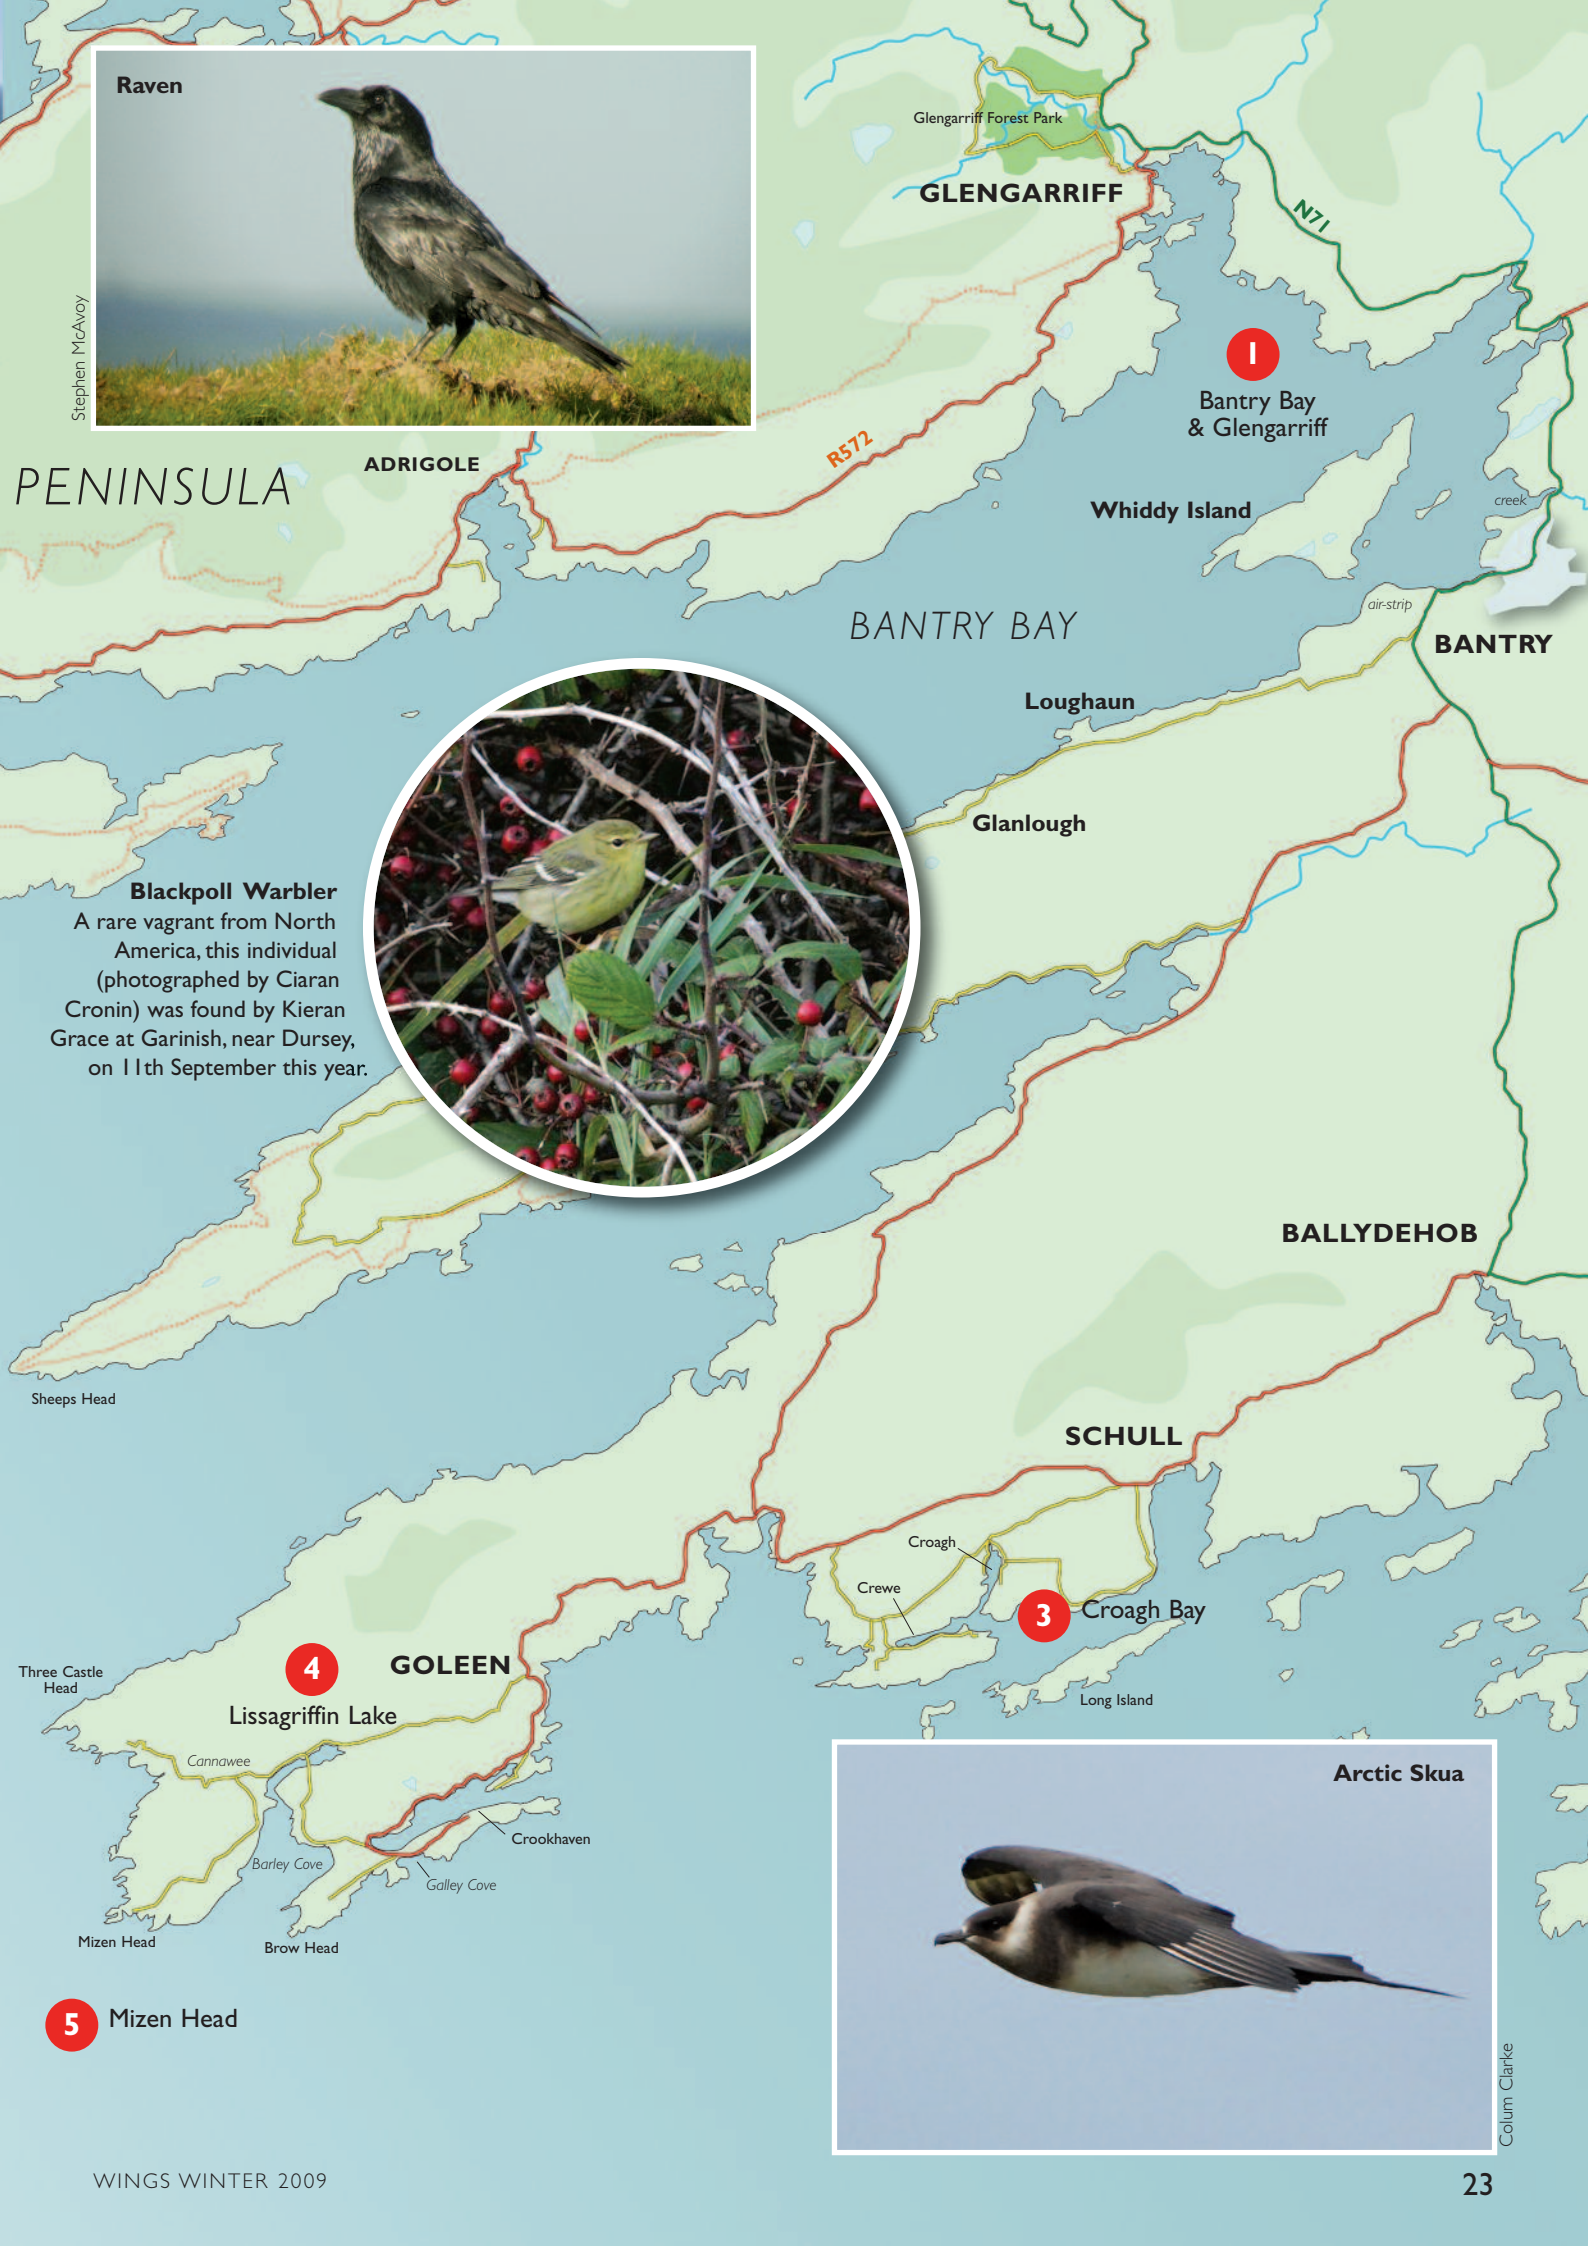 Raven
Stephen McAvoy
Glengarriff Forest Park
GLENGARRIFF
N71
1
Bantry Bay
& Glengarriff
R572
ADRIGOLE
PENINSULA
Whiddy Island
creek
air-strip
BANTRY BAY
BANTRY
Loughaun
Glanlough
Blackpoll Warbler
A rare vagrant from North
America, this individual
(photographed by Ciaran
Cronin) was found by Kieran
Grace at Garinish, near Dursey,
on 11th September this year.
BALLYDEHOB
Sheeps Head
SCHULL
Croagh
Crewe
3
Croagh Bay
Long Island
4
GOLEEN
Three Castle
Head
Lissagriffin Lake
Cannawee
Crookhaven
Barley Cove
Galley Cove
Mizen Head
Brow Head
5
Mizen Head
Arctic Skua
Colum Clarke
WINGS WINTER 2009
23